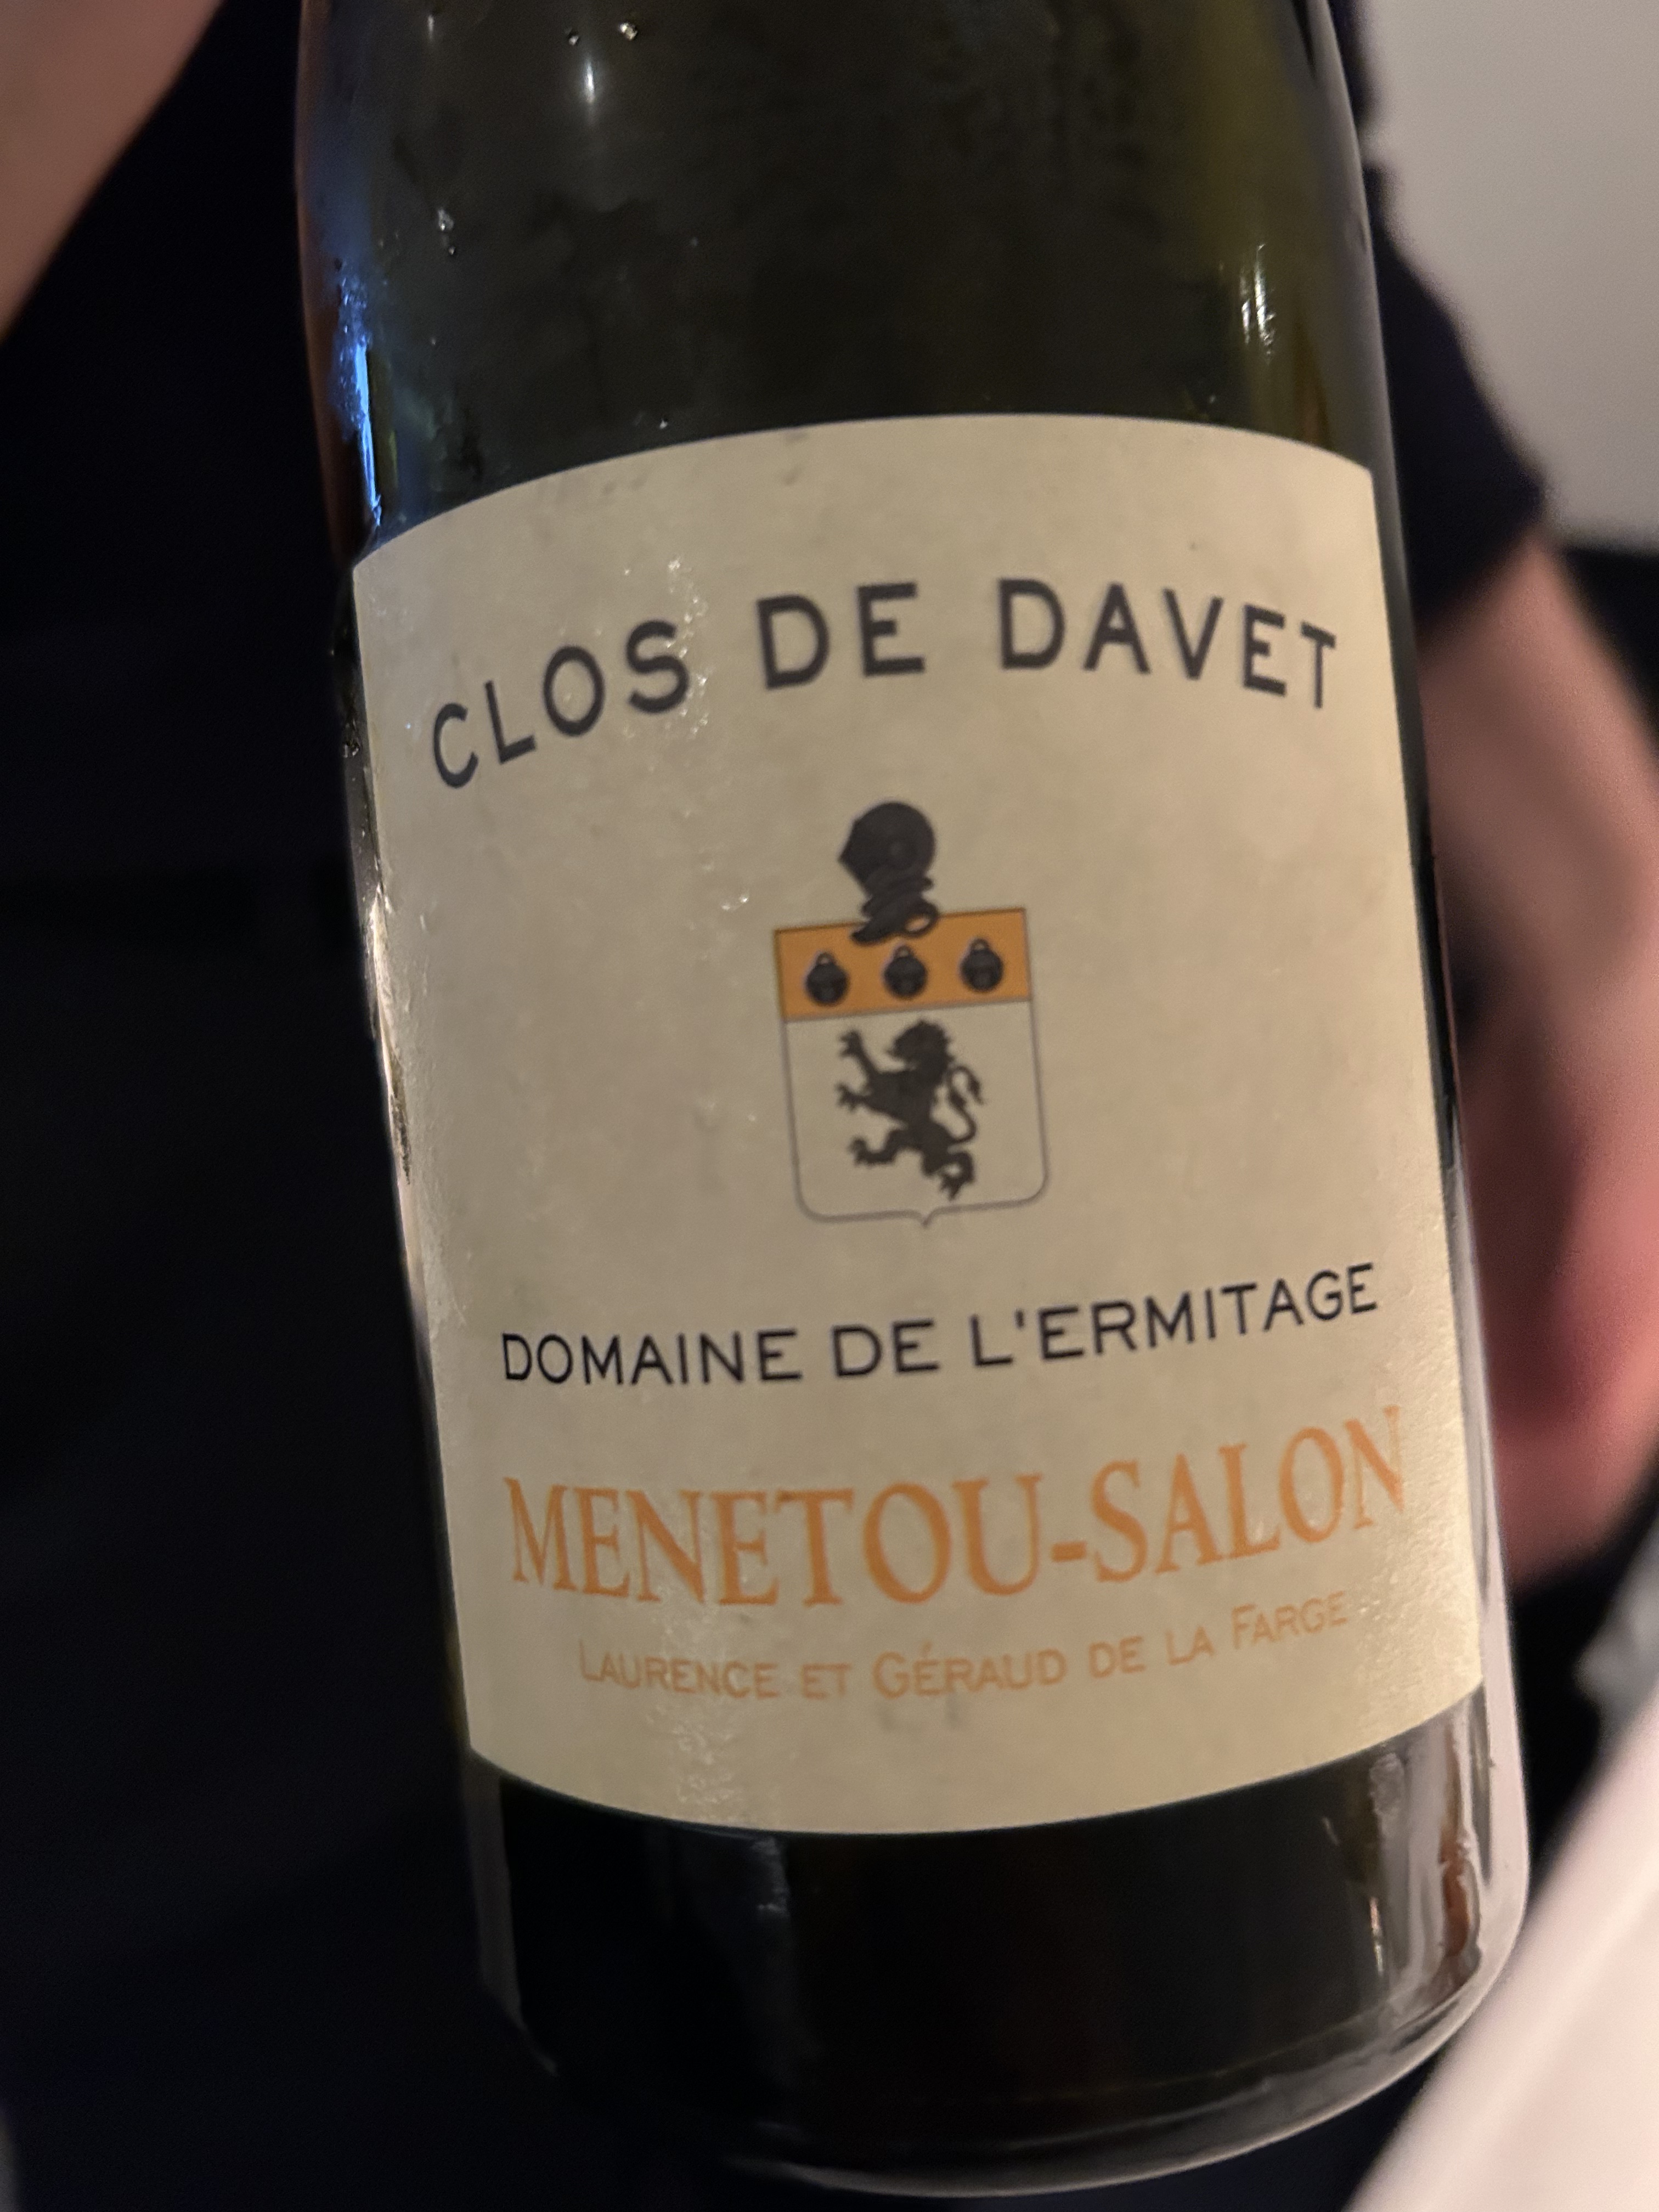 CLOS DE DAVET
DOMAINE DE L'ERMITAGE
MENETOU-SALON
LAURENCE ET GÉRAUD DE LA FARGE